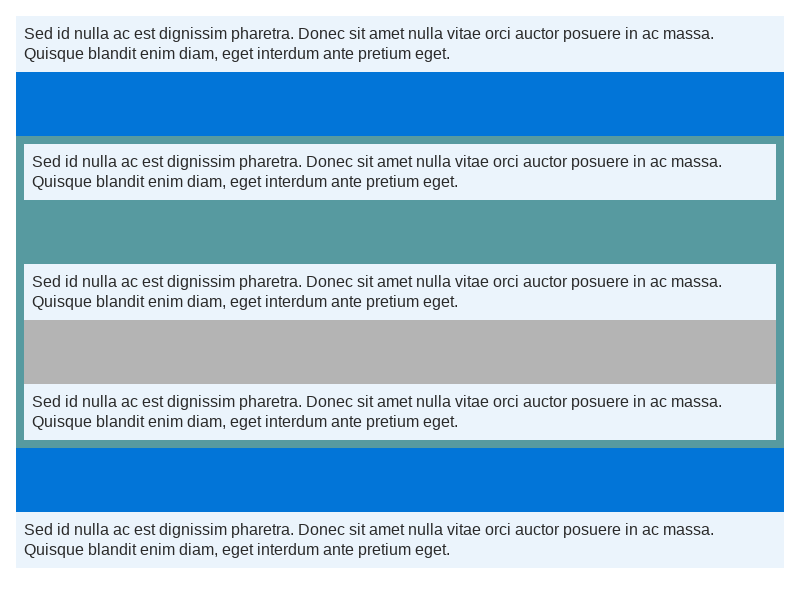 Sed id nulla ac est dignissim pharetra. Donec sit amet nulla vitae orci auctor posuere in ac massa.
Quisque blandit enim diam, eget interdum ante pretium eget.
Sed id nulla ac est dignissim pharetra. Donec sit amet nulla vitae orci auctor posuere in ac massa.
Quisque blandit enim diam, eget interdum ante pretium eget.
Sed id nulla ac est dignissim pharetra. Donec sit amet nulla vitae orci auctor posuere in ac massa.
Quisque blandit enim diam, eget interdum ante pretium eget.
Sed id nulla ac est dignissim pharetra. Donec sit amet nulla vitae orci auctor posuere in ac massa.
Quisque blandit enim diam, eget interdum ante pretium eget.
Sed id nulla ac est dignissim pharetra. Donec sit amet nulla vitae orci auctor posuere in ac massa.
Quisque blandit enim diam, eget interdum ante pretium eget.